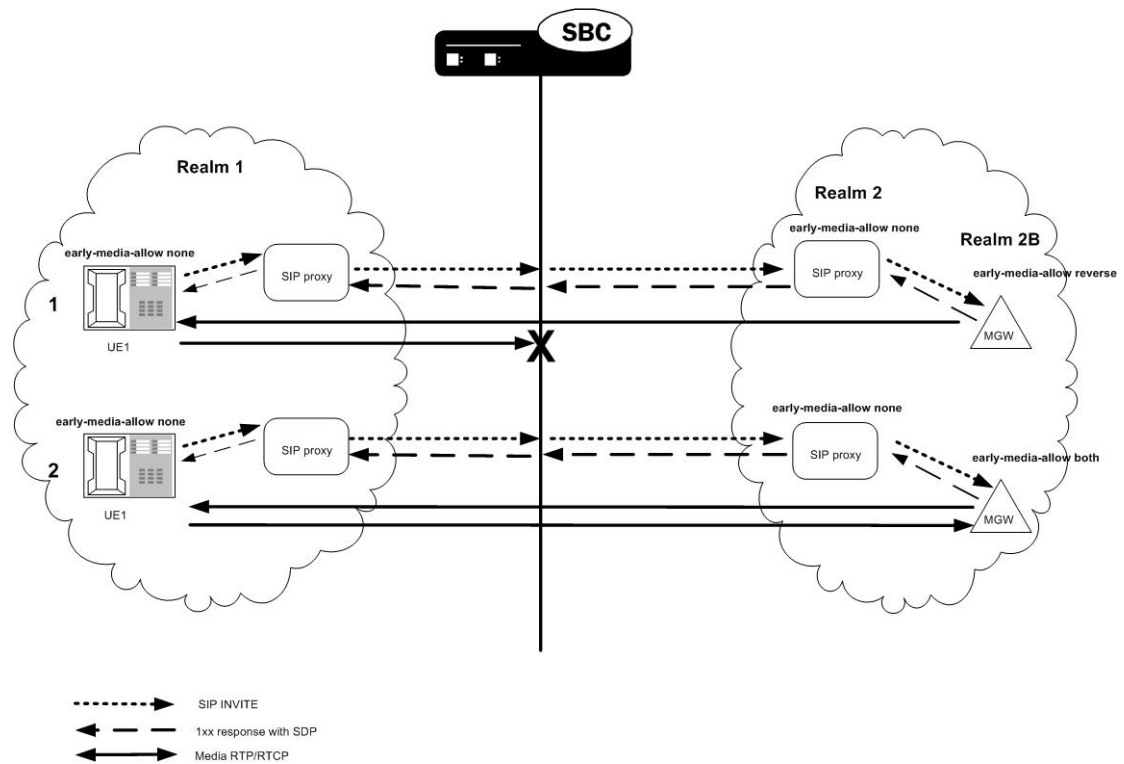 SBC
Realm 1
Realm 2
early-media-allow none
Realm 2B
early-media-allow none
SIP proxy
SIP proxy
early-media-allow reverse
1
MGW
UE1
X
early-media-allow none
early-media-allow none
SIP proxy
SIP proxy
early-media-allow both
2
UE1
MGW
SIP INVITE
1xx response with SDP
Media RTP/RTCP